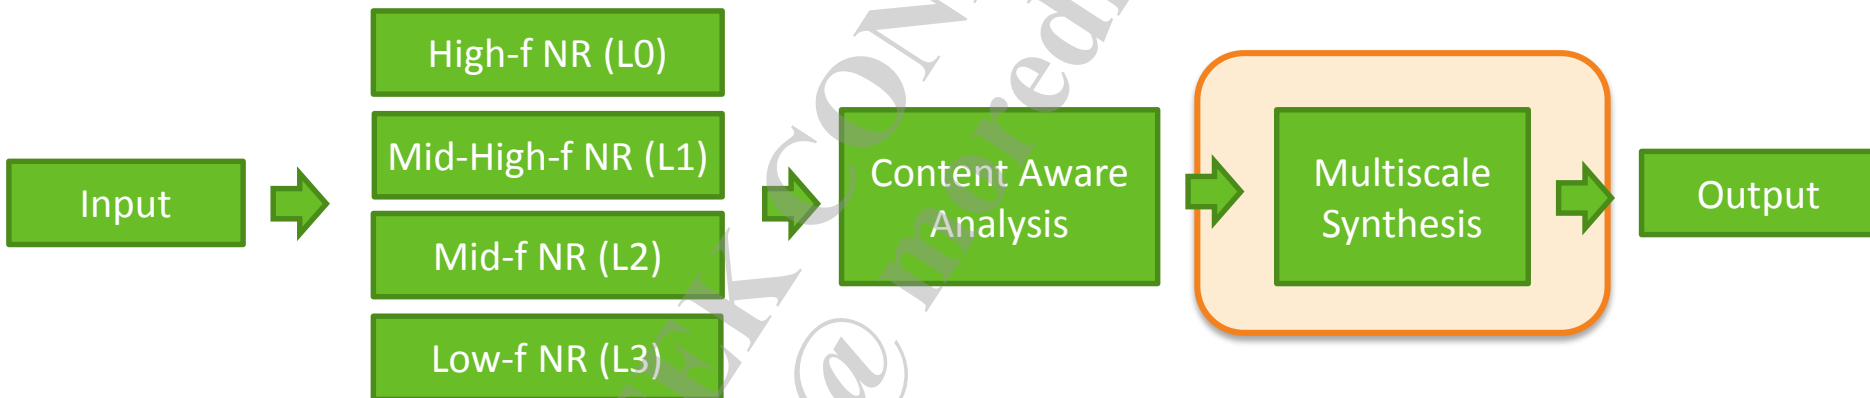 Input
High-f NR (L0)
Mid-High-f NR (L1)
Mid-f NR (L2)
Low-f NR (L3)
Content Aware
Analysis
Multiscale
Synthesis
Output